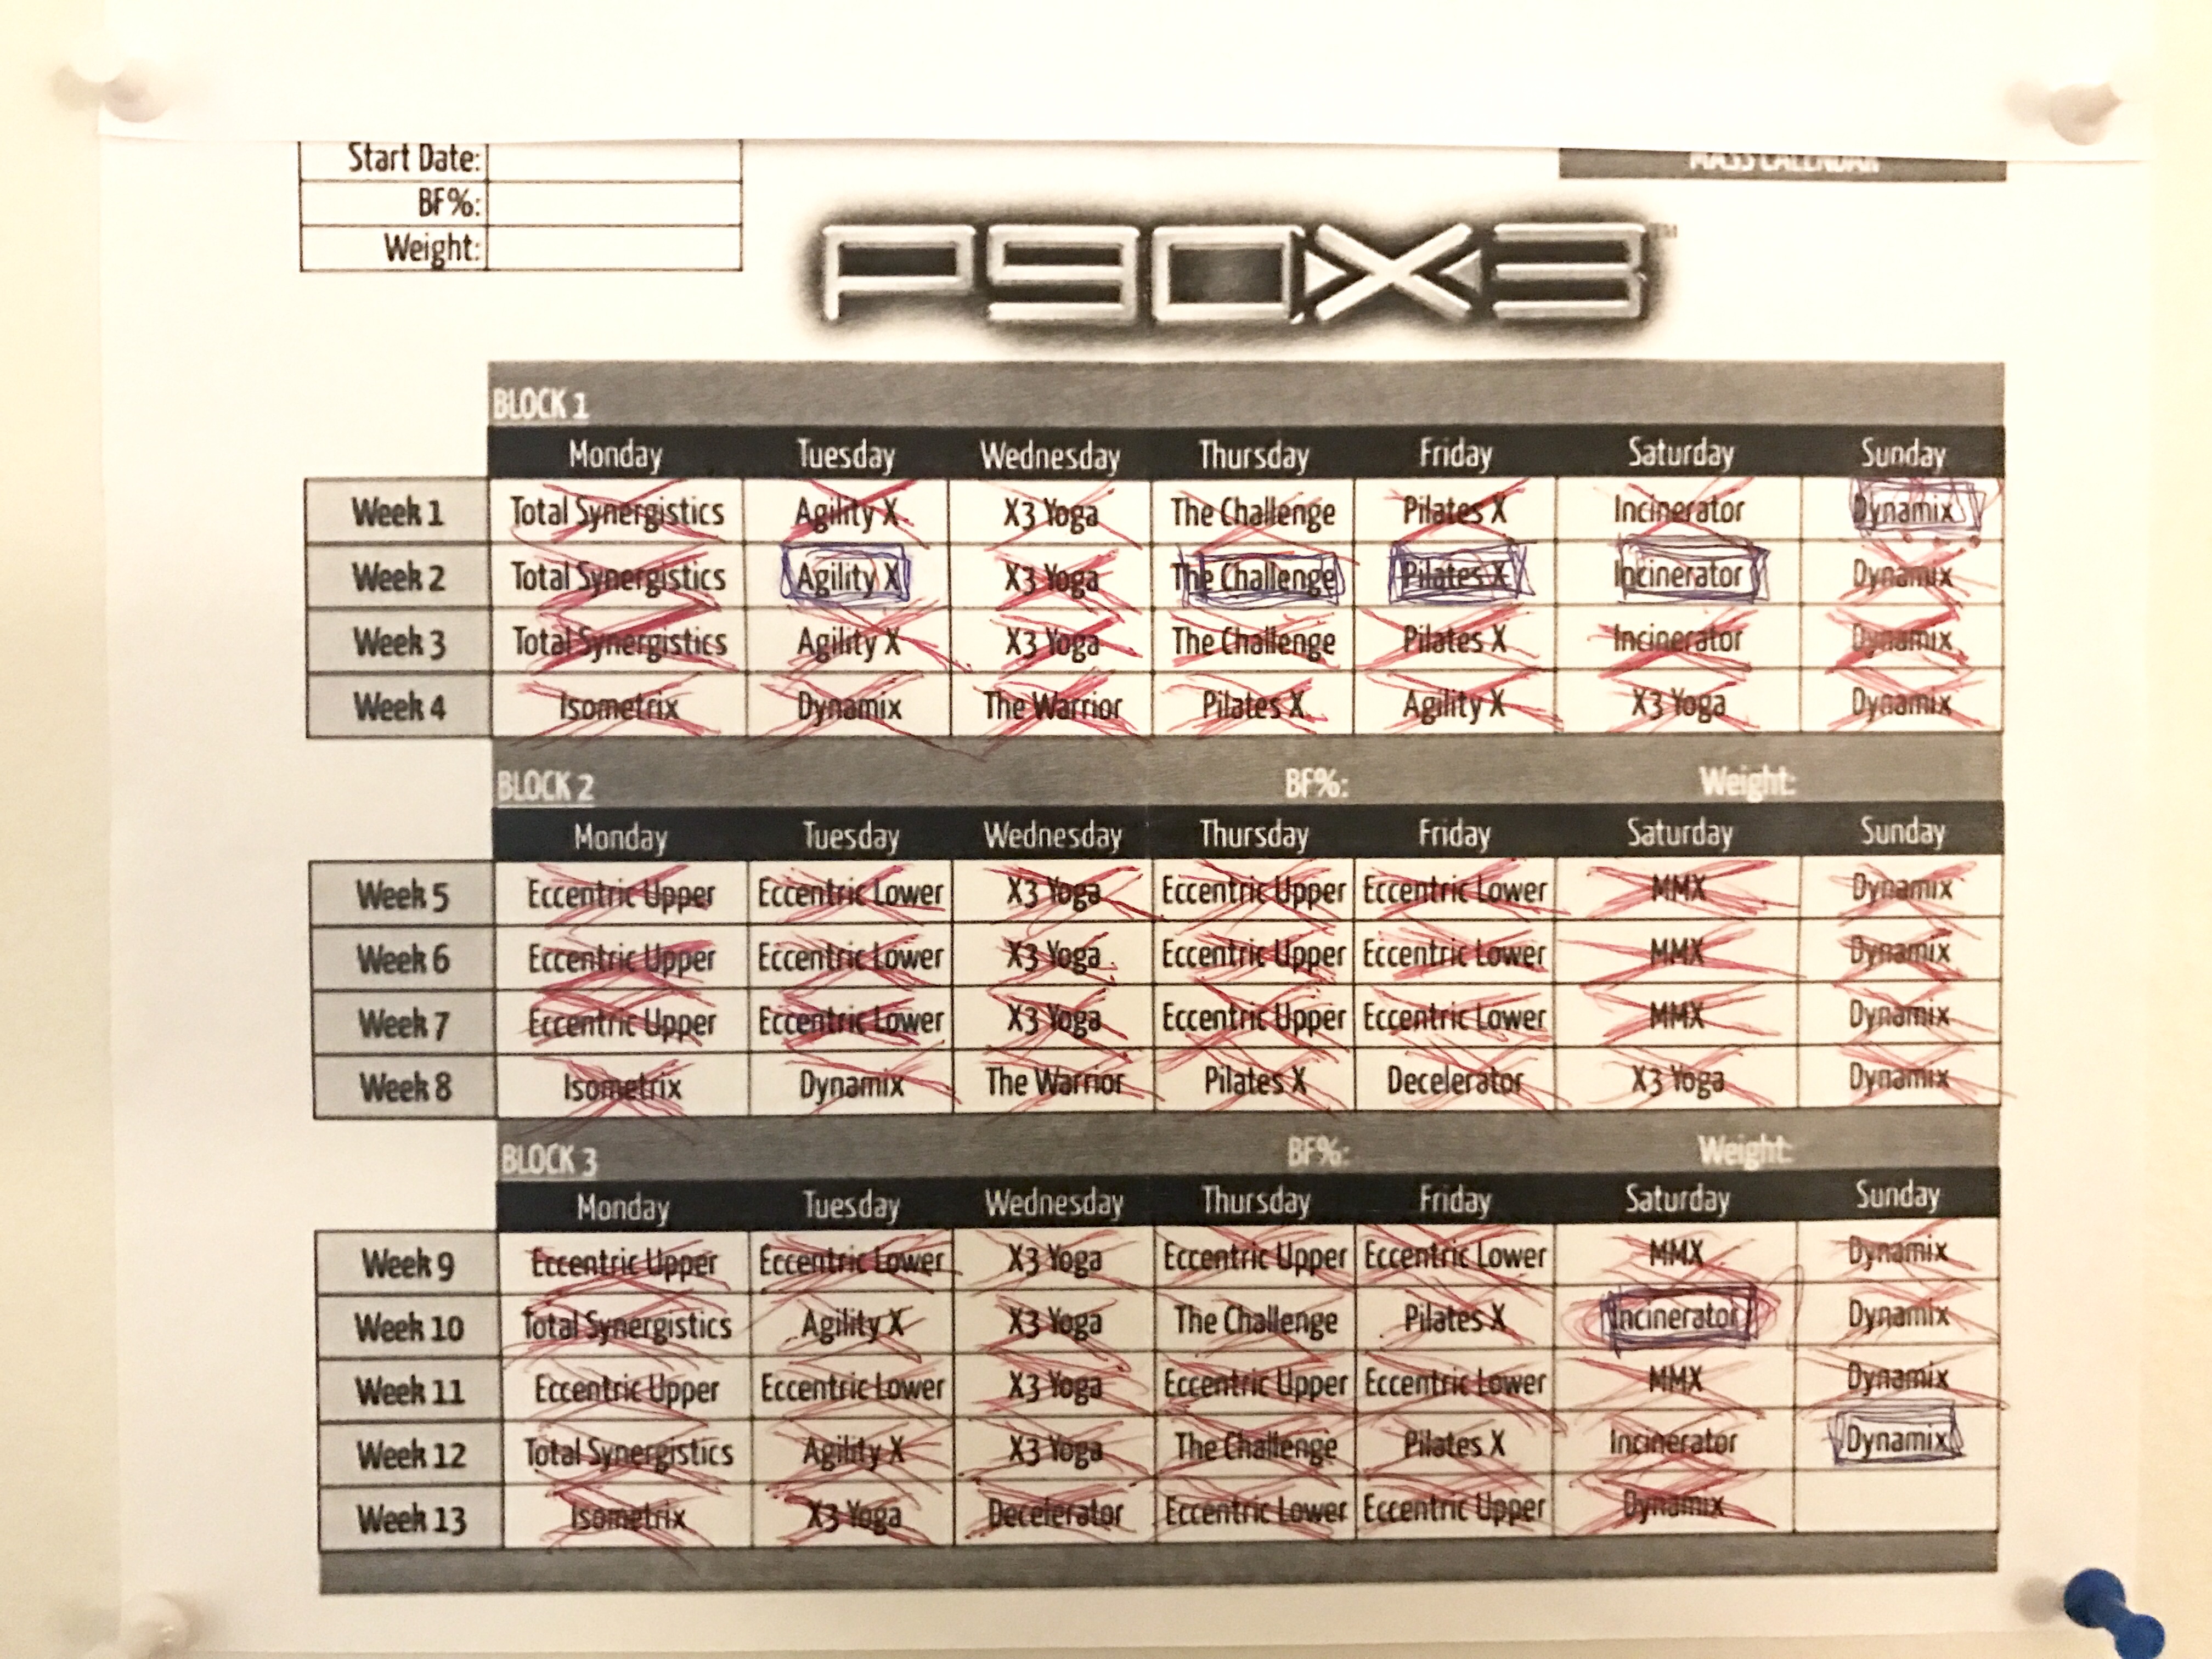 Start Date:
BF%:
Weight:
MASS CALENDAR
P90X3 TM
BLOCK 1
Monday Tuesday Wednesday Thursday Friday Saturday Sunday
Week 1 Total Synergistics Agility X X3 Yoga The Challenge Pilates X Incinerator Dynamix
Week 2 Total Synergistics Agility X X3 Yoga The Challenge Pilates X Incinerator Dynamix
Week 3 Total Synergistics Agility X X3 Yoga The Challenge Pilates X Incinerator Dynamix
Week 4 Isometrix Dynamix The Warrior Pilates X Agility X X3 Yoga Dynamix
BLOCK 2 BF%: Weight:
Monday Tuesday Wednesday Thursday Friday Saturday Sunday
Week 5 Eccentric Upper Eccentric Lower X3 Yoga Eccentric Upper Eccentric Lower MMX Dynamix
Week 6 Eccentric Upper Eccentric Lower X3 Yoga Eccentric Upper Eccentric Lower MMX Dynamix
Week 7 Eccentric Upper Eccentric Lower X3 Yoga Eccentric Upper Eccentric Lower MMX Dynamix
Week 8 Isometrix Dynamix The Warrior Pilates X Decelerator X3 Yoga Dynamix
BLOCK 3 BF%: Weight:
Monday Tuesday Wednesday Thursday Friday Saturday Sunday
Week 9 Eccentric Upper Eccentric Lower X3 Yoga Eccentric Upper Eccentric Lower MMX Dynamix
Week 10 Total Synergistics Agility X X3 Yoga The Challenge Pilates X Incinerator Dynamix
Week 11 Eccentric Upper Eccentric Lower X3 Yoga Eccentric Upper Eccentric Lower MMX Dynamix
Week 12 Total Synergistics Agility X X3 Yoga The Challenge Pilates X Incinerator Dynamix
Week 13 Isometrix X3 Yoga Decelerator Eccentric Lower Eccentric Upper Dynamix